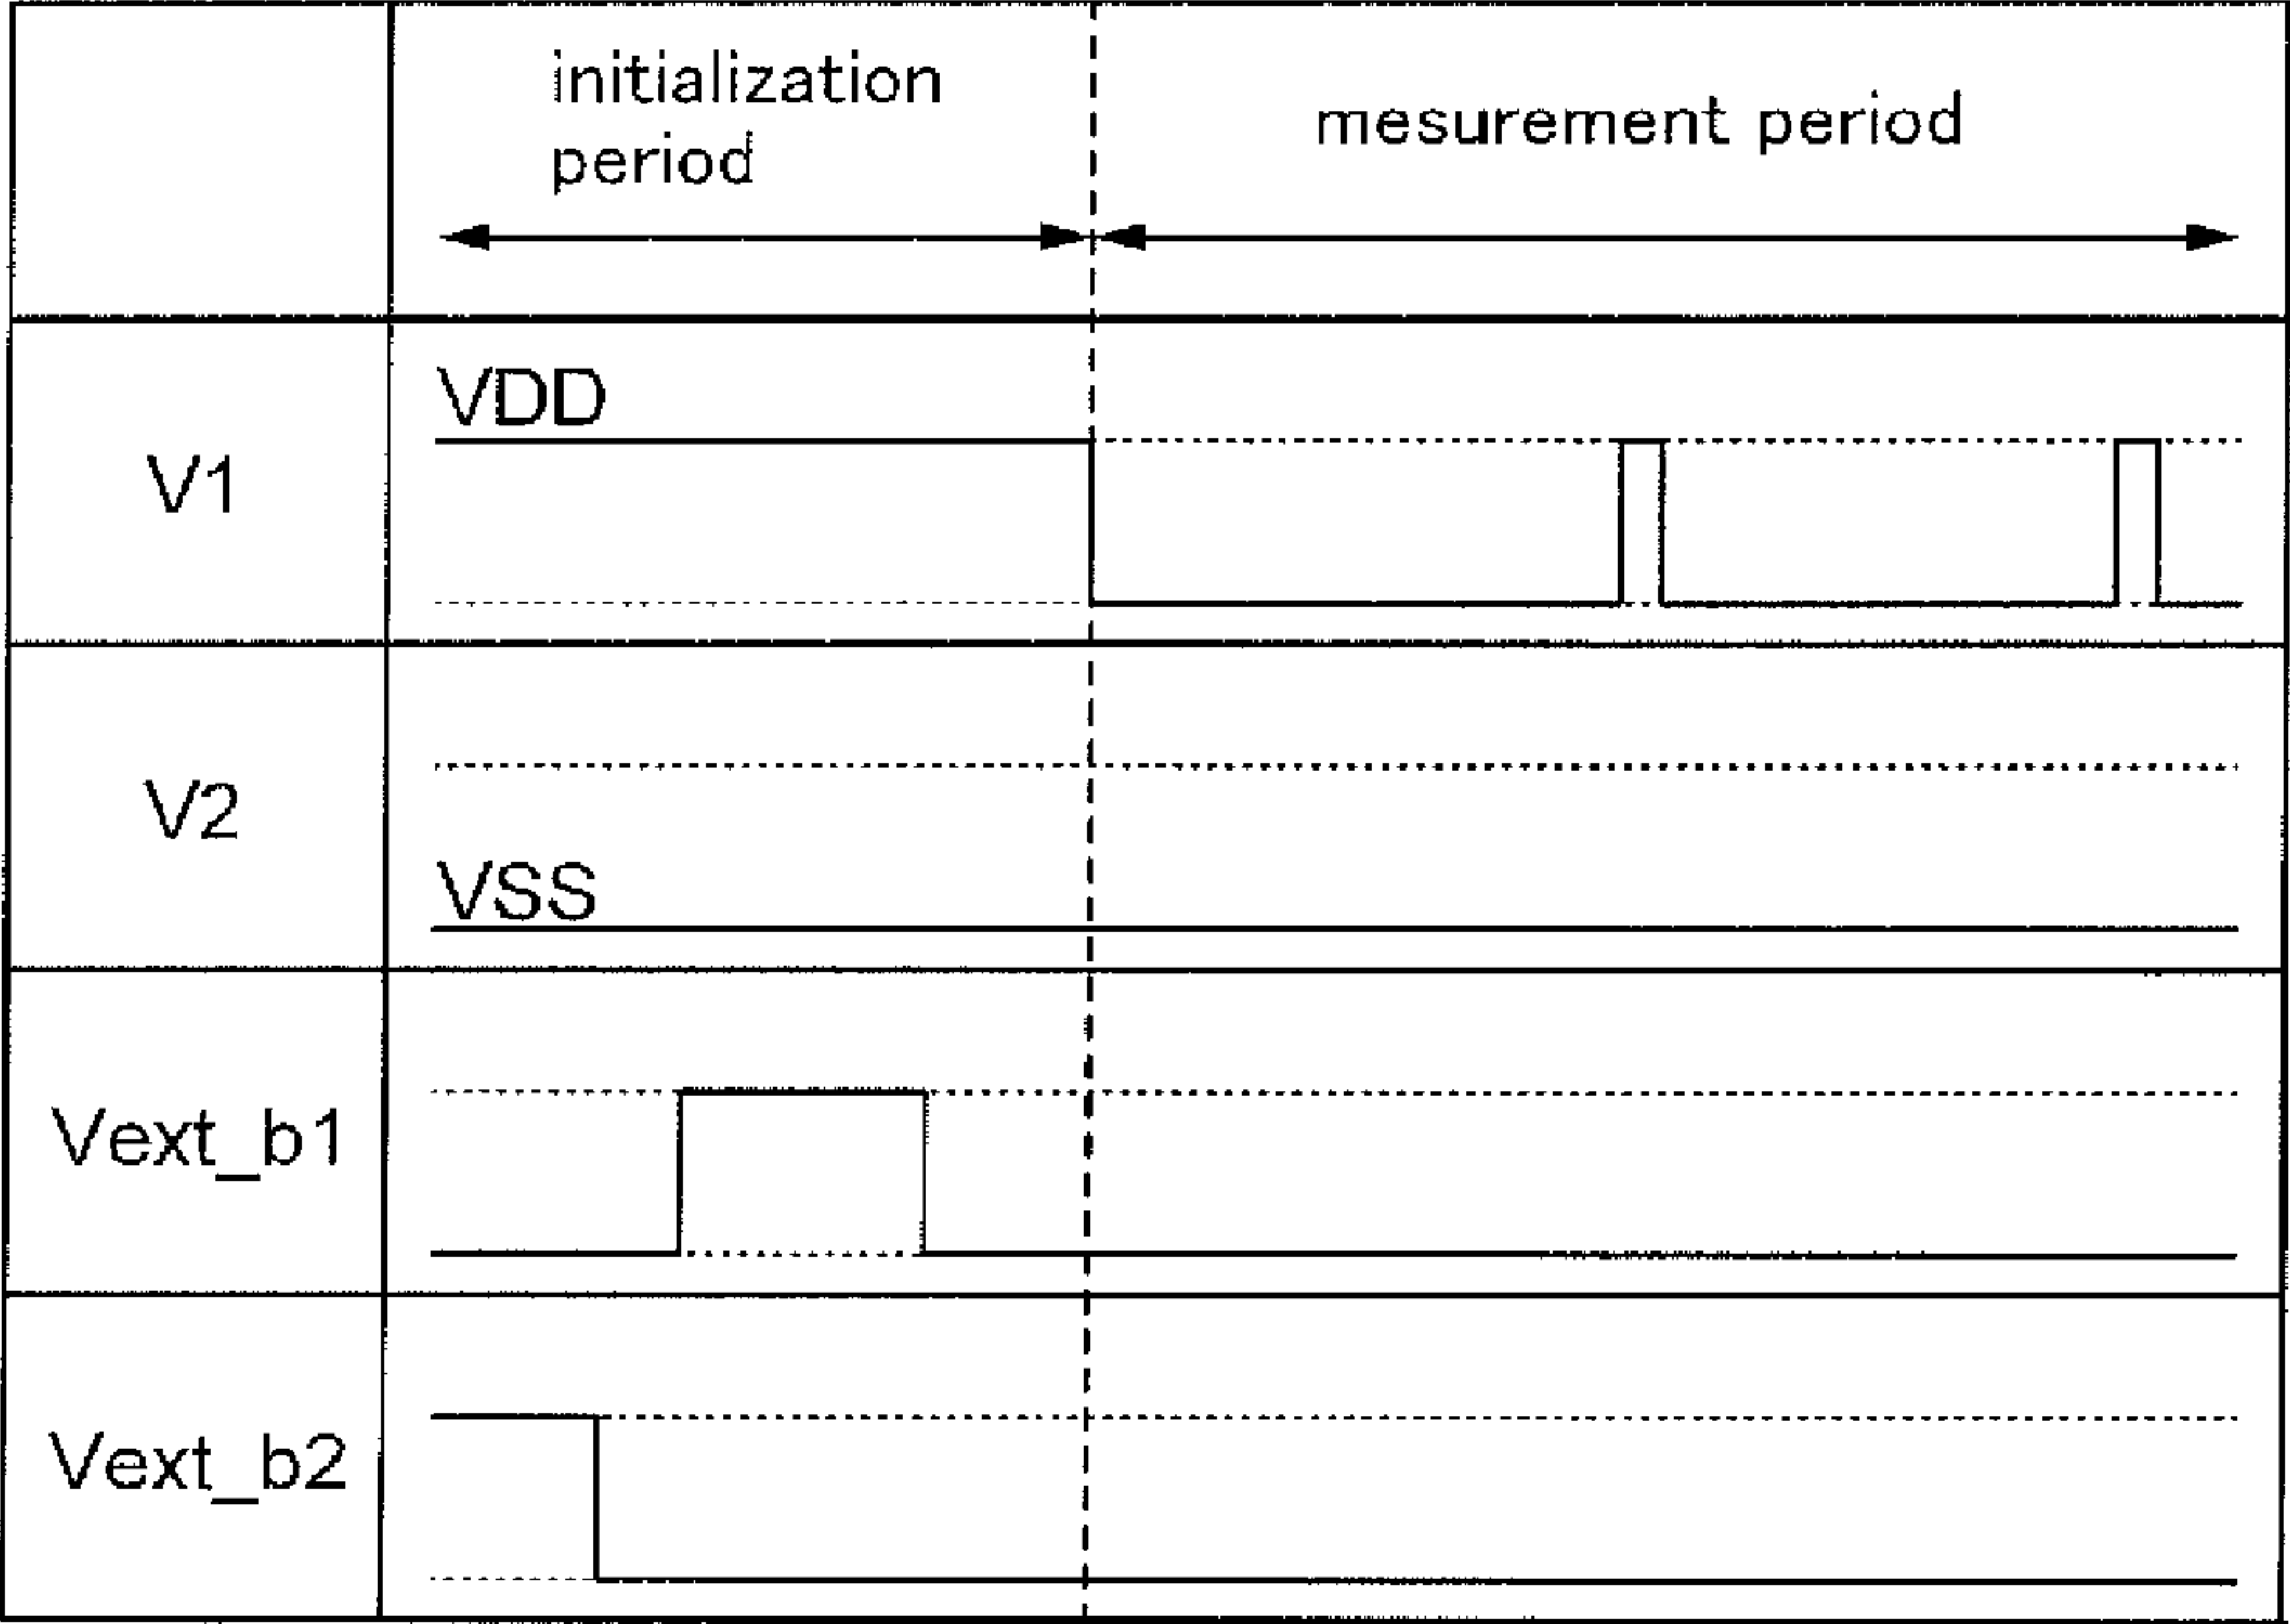 initialization
period
mesurement period
VDD
V1
V2
VSS
Vext_b1
Vext_b2